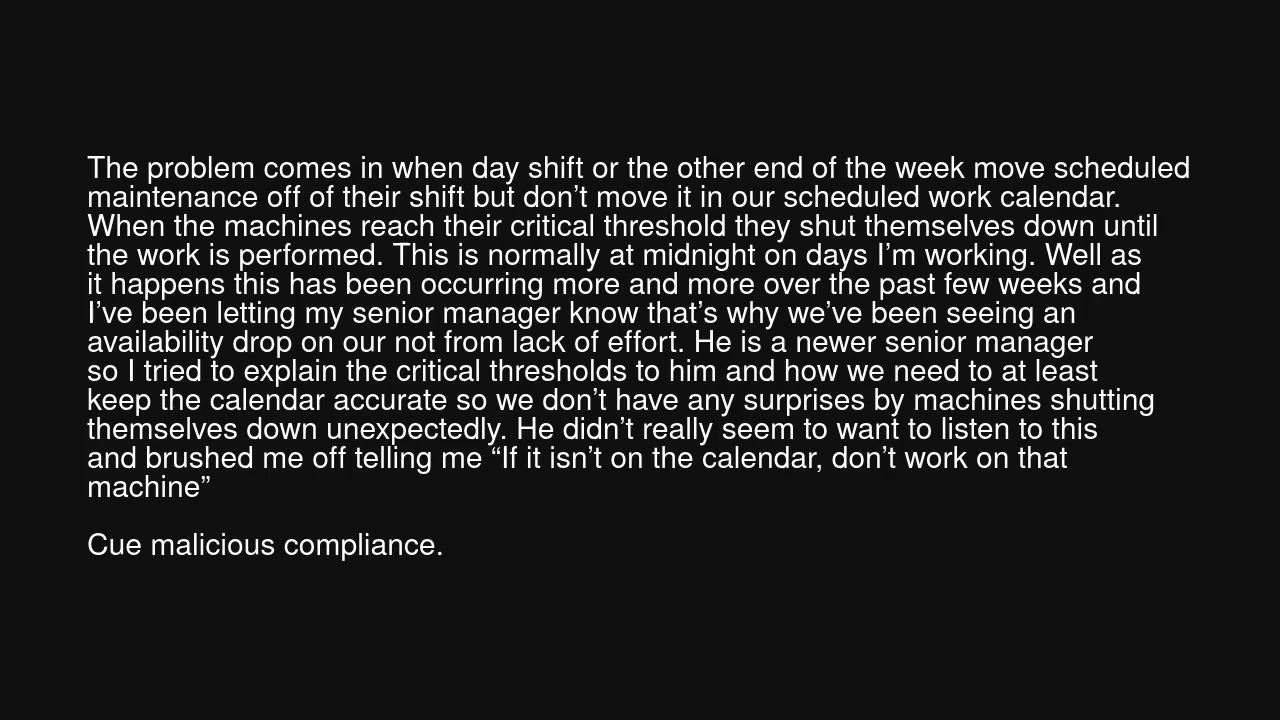 The problem comes in when day shift or the other end of the week move scheduled
maintenance off of their shift but don’t move it in our scheduled work calendar.
When the machines reach their critical threshold they shut themselves down until
the work is performed. This is normally at midnight on days I’m working. Well as
it happens this has been occurring more and more over the past few weeks and
I’ve been letting my senior manager know that’s why we’ve been seeing an
availability drop on our not from lack of effort. He is a newer senior manager
so I tried to explain the critical thresholds to him and how we need to at least
keep the calendar accurate so we don’t have any surprises by machines shutting
themselves down unexpectedly. He didn’t really seem to want to listen to this
and brushed me off telling me “If it isn’t on the calendar, don’t work on that
machine”
Cue malicious compliance.